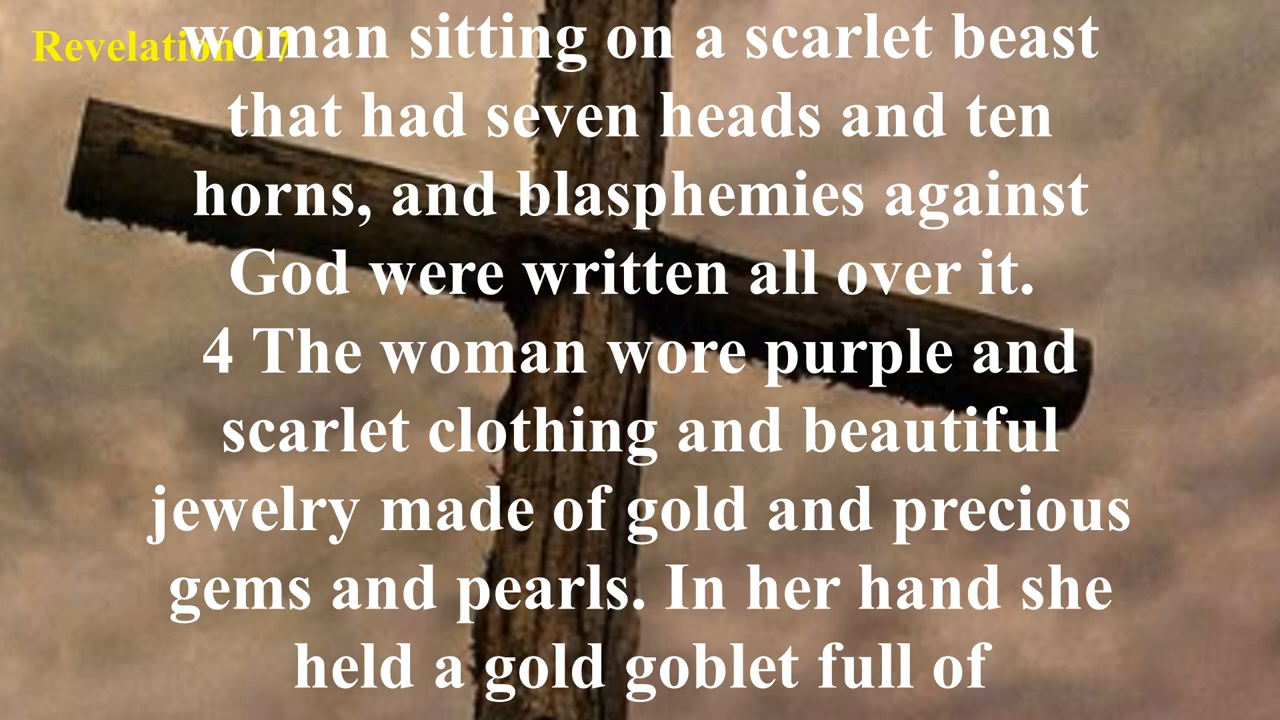 Revelation 17
woman sitting on a scarlet beast
that had seven heads and ten
horns, and blasphemies against
God were written all over it.
4 The woman wore purple and
scarlet clothing and beautiful
jewelry made of gold and precious
gems and pearls. In her hand she
held a gold goblet full of